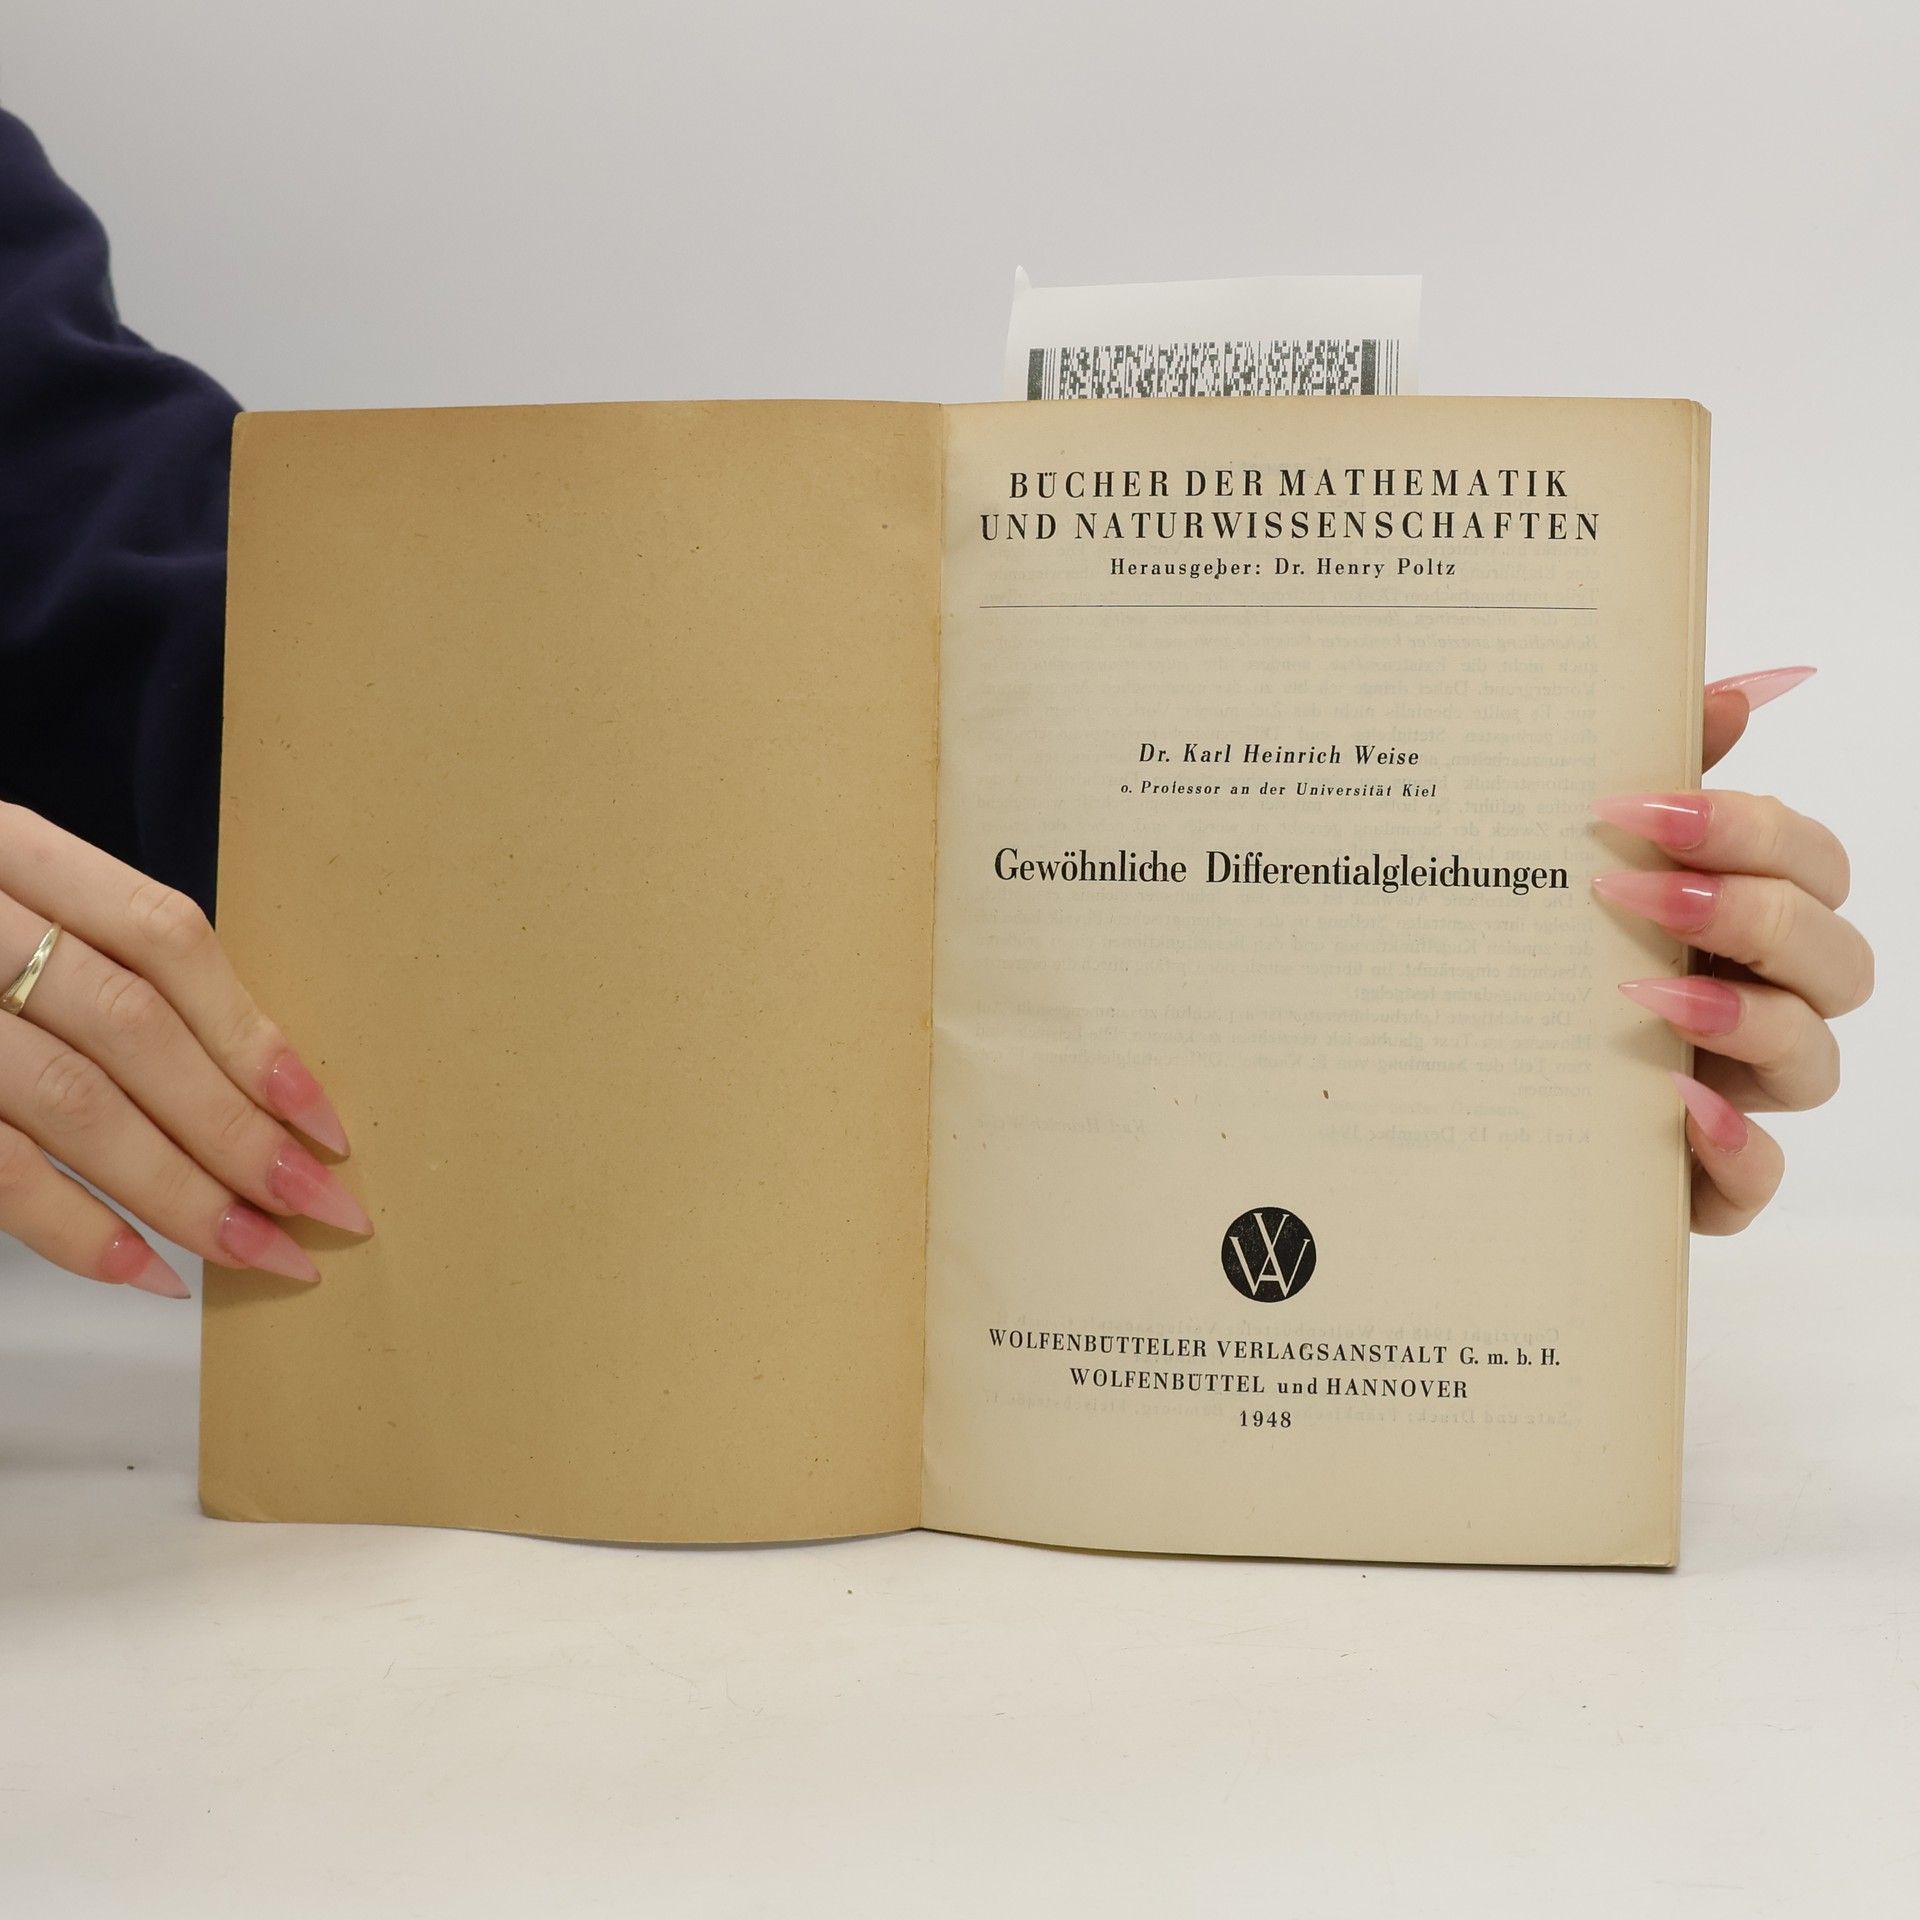 BÜCHER DER MATHEMATIK
UND NATURWISSENSCHAFTEN
Herausgeber: Dr. Henry Poltz
Dr. Karl Heinrich Weise
o. Professor an der Universität Kiel
Gewöhnliche Differentialgleichungen
WVA
WOLFENBÜTTELER VERLAGSANSTALT G. m. b. H.
WOLFENBÜTTEL und HANNOVER
1948